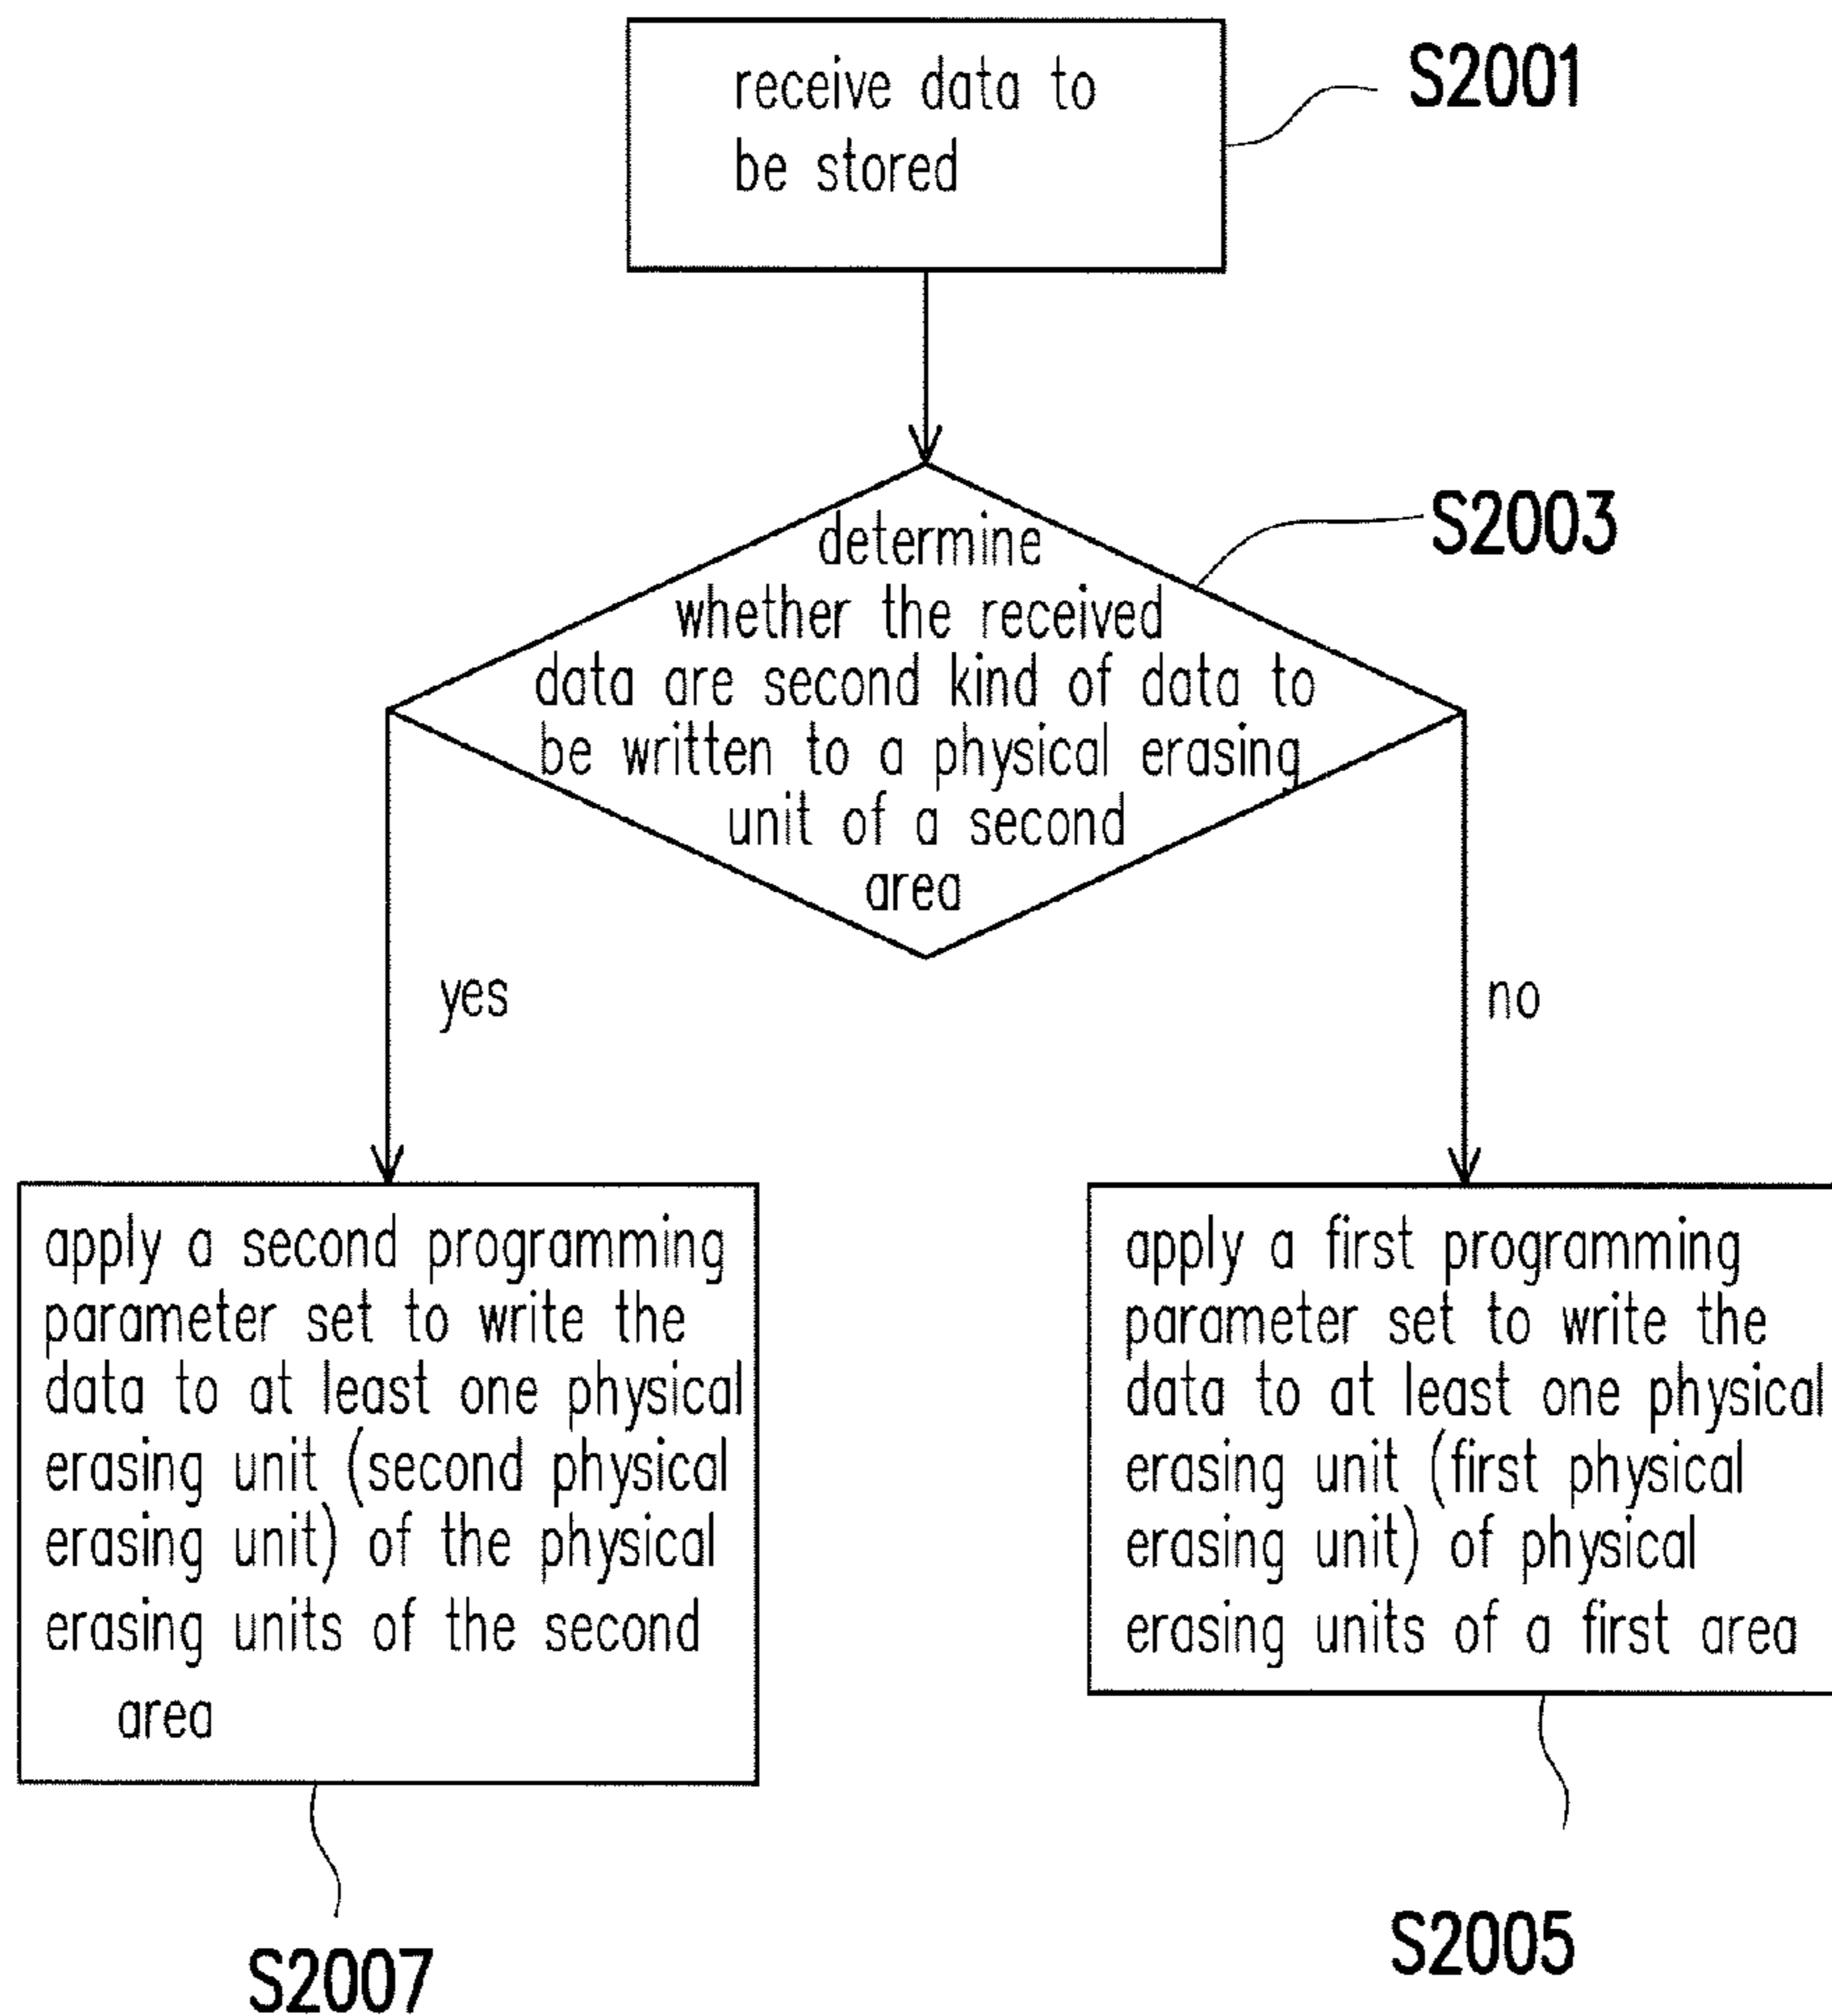 receive data to
be stored
S2001
determine
whether the received
data are second kind of data to
be written to a physical erasing
unit of a second
area
S2003
yes
no
apply a second programming
parameter set to write the
data to at least one physical
erasing unit (second physical
erasing unit) of the physical
erasing units of the second
area
S2007
apply a first programming
parameter set to write the
data to at least one physical
erasing unit (first physical
erasing unit) of physical
erasing units of a first area
S2005